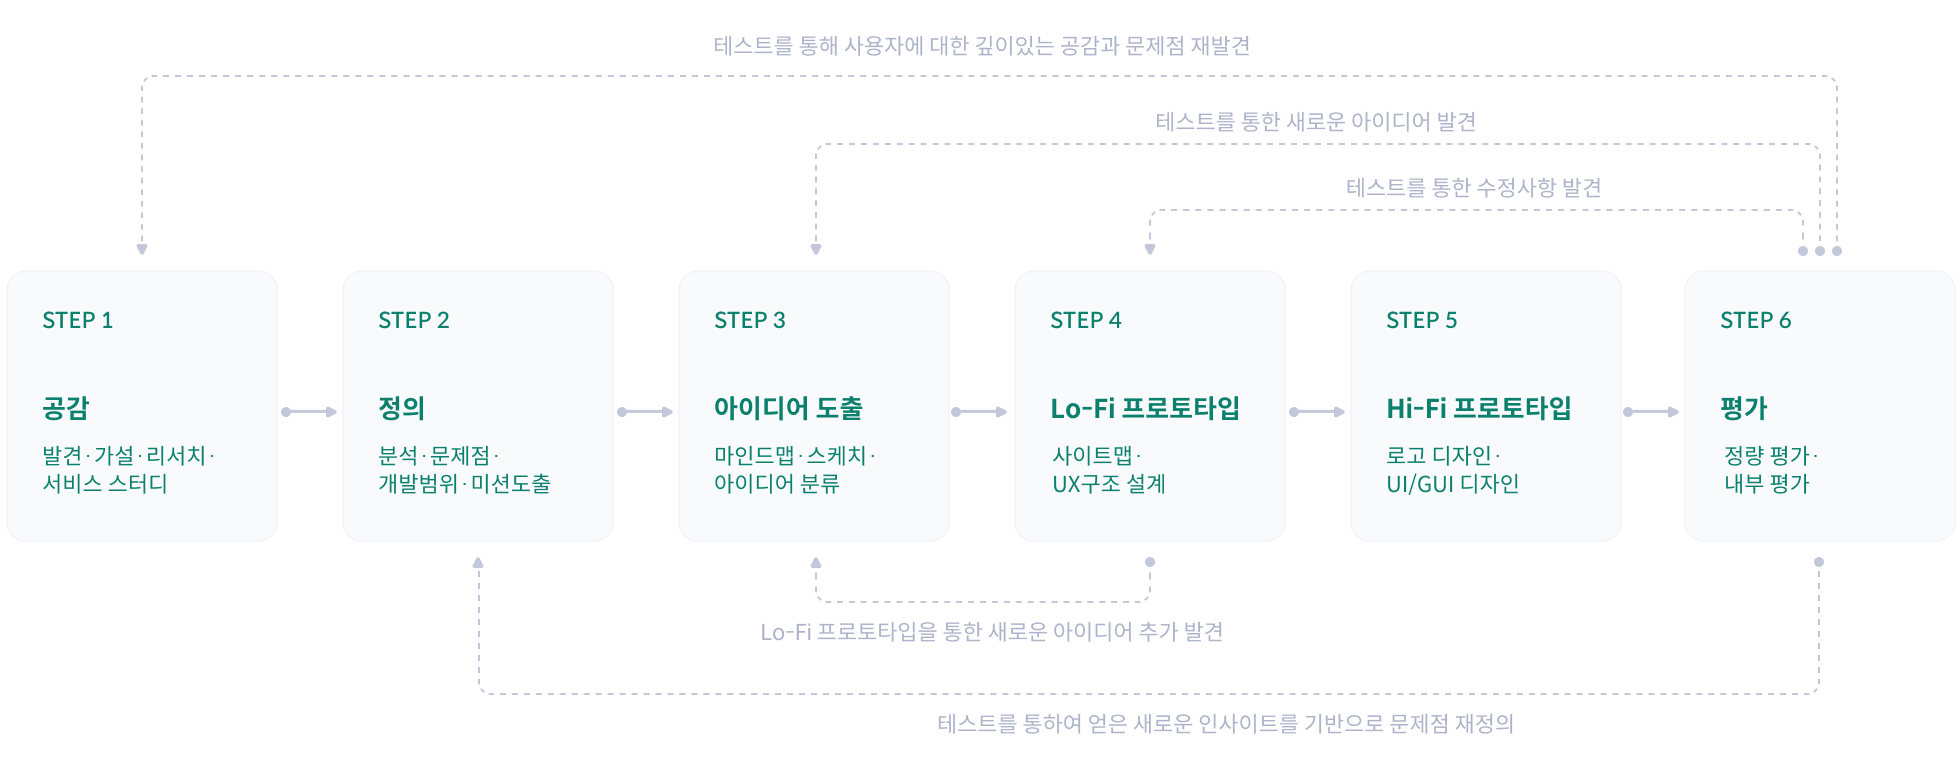 테스트를 통해 사용자에 대한 깊이있는 공감과 문제점 재발견
테스트를 통한 새로운 아이디어 발견
테스트를 통한 수정사항 발견
STEP 1
공감
발견·가설·리서치·
서비스 스터디
STEP 2
정의
분석·문제점·
개발범위·미션도출
STEP 3
아이디어 도출
마인드맵·스케치·
아이디어 분류
STEP 4
Lo-Fi 프로토타입
사이트맵·
UX구조 설계
STEP 5
Hi-Fi 프로토타입
로고 디자인·
UI/GUI 디자인
STEP 6
평가
정량 평가·
내부 평가
Lo-Fi 프로토타입을 통한 새로운 아이디어 추가 발견
테스트를 통하여 얻은 새로운 인사이트를 기반으로 문제점 재정의